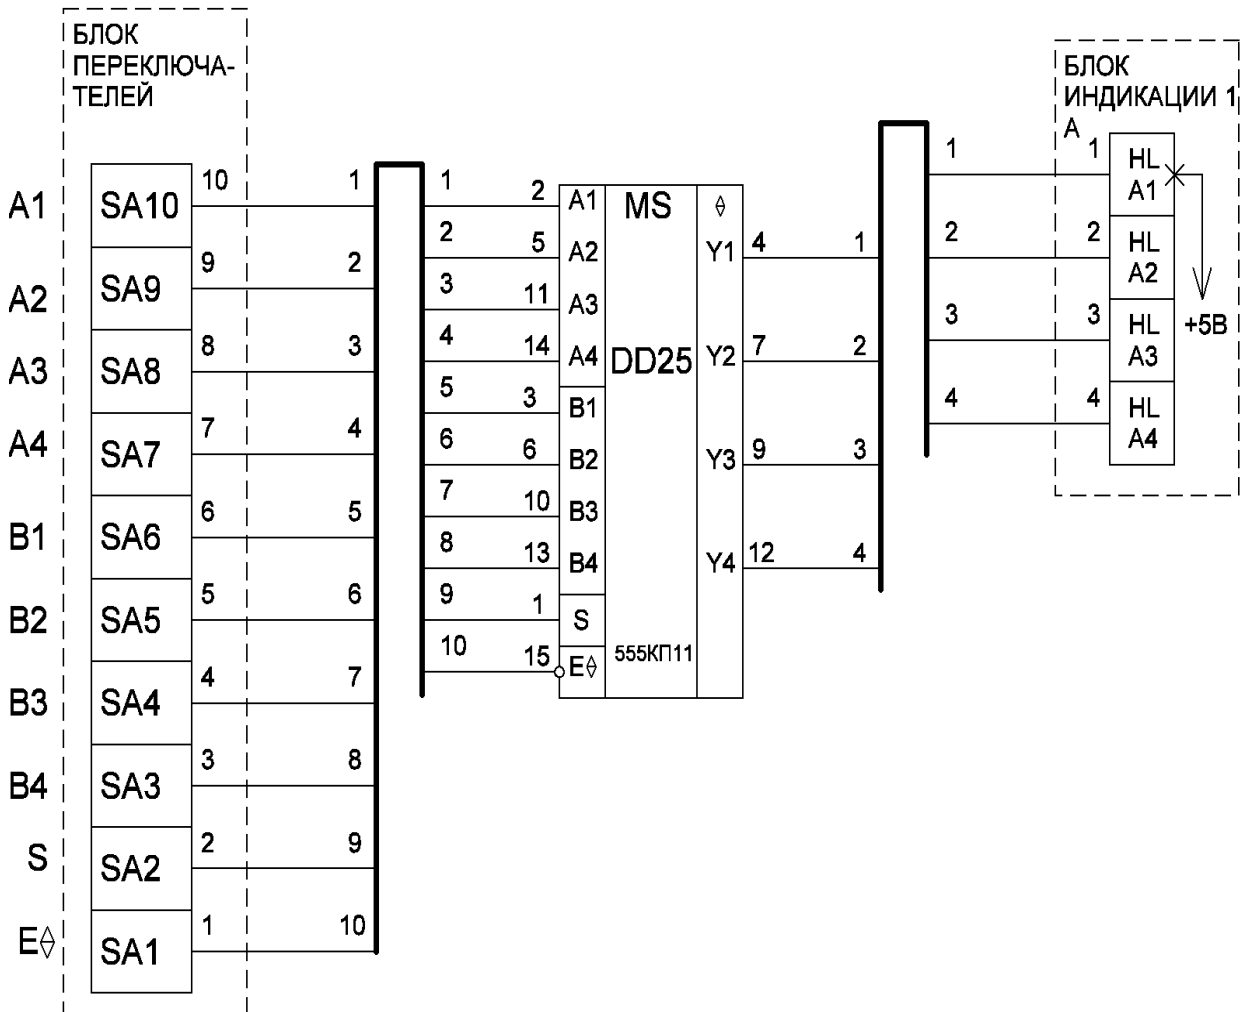 БЛОК
ПЕРЕКЛЮЧА-
ТЕЛЕЙ
A1 SA10 10 1
A2 SA9 9 2
A3 SA8 8 3
A4 SA7 7 4
B1 SA6 6 5
B2 SA5 5 6
B3 SA4 4 7
B4 SA3 3 8
S SA2 2 9
E◊ SA1 1 10
1 2 A1 MS ◊
2 5 A2 Y1 4 1
3 11 A3
4 14 A4 DD25 Y2 7 2
5 3 B1
6 6 B2 Y3 9 3
7 10 B3
8 13 B4 Y4 12 4
9 1 S
10 15 E◊ 555КП11
БЛОК
ИНДИКАЦИИ 1
А
1 1 HL
A1
2 2 HL
A2
3 3 HL
A3
+5В
4 4 HL
A4